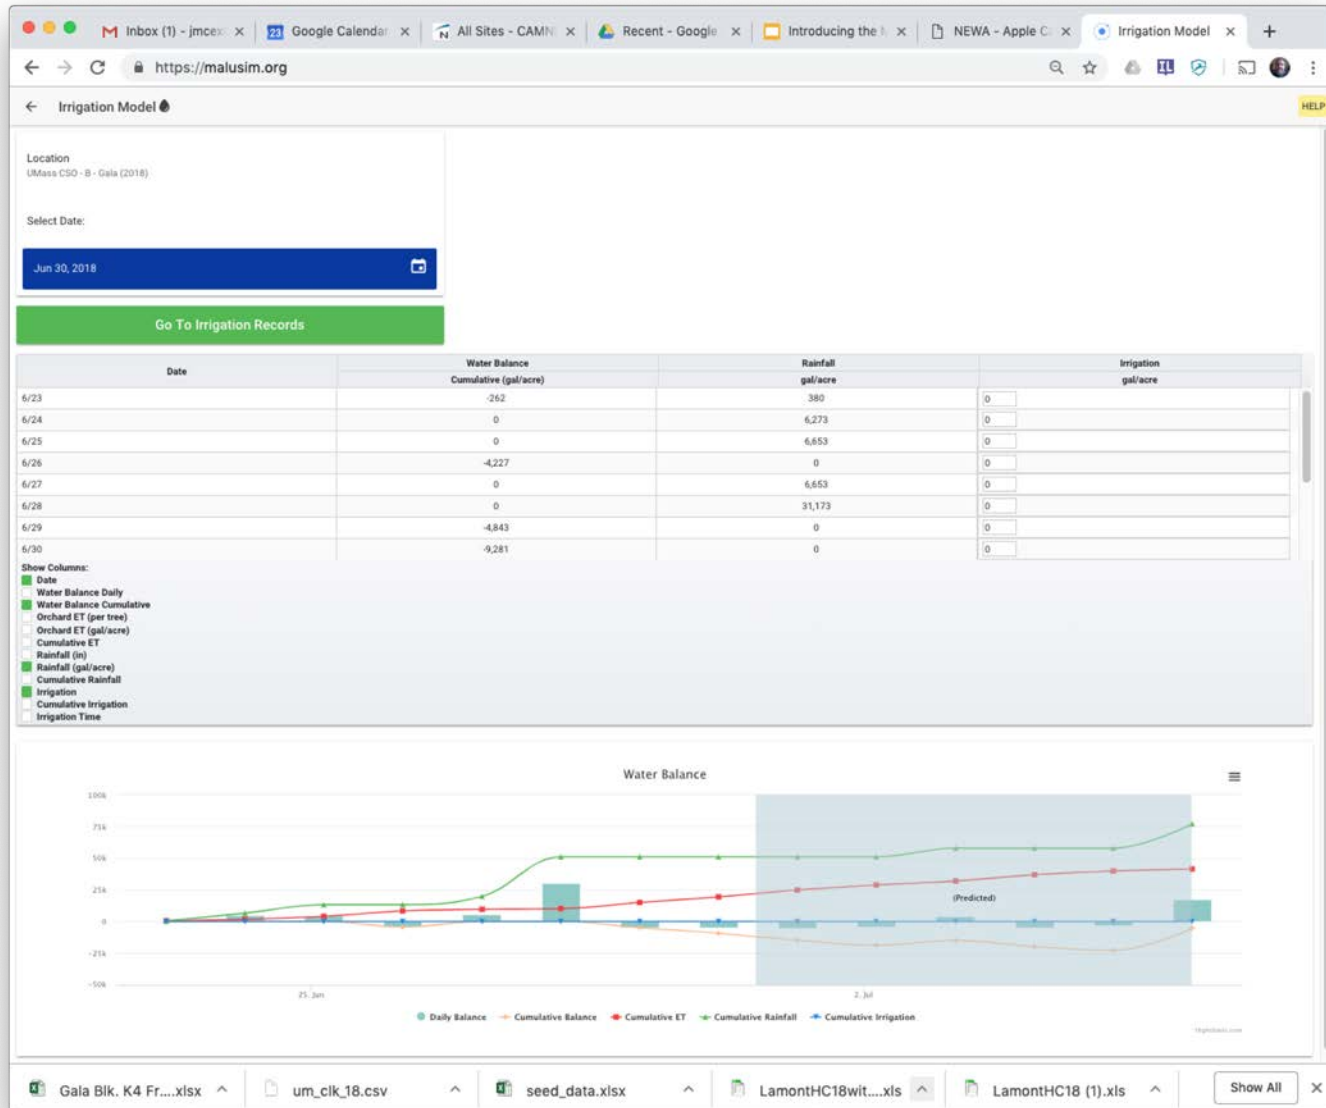 Inbox (1) - jmcex
23 Google Calendar
All Sites - CAMN
Recent - Google
Introducing the
NEWA - Apple C
Irrigation Model
https://malusim.org
Irrigation Model
HELP
Location
UMass CSO - B - Gala (2018)
Select Date:
Jun 30, 2018
Go To Irrigation Records
Date Water Balance Rainfall Irrigation
Cumulative (gal/acre) gal/acre gal/acre
6/23 -262 380 0
6/24 0 6,273 0
6/25 0 6,653 0
6/26 -4,227 0 0
6/27 0 6,653 0
6/28 0 31,173 0
6/29 -4,843 0 0
6/30 -9,281 0 0
Show Columns:
Date
Water Balance Daily
Water Balance Cumulative
Orchard ET (per tree)
Orchard ET (gal/acre)
Cumulative ET
Rainfall (in)
Rainfall (gal/acre)
Cumulative Rainfall
Irrigation
Cumulative Irrigation
Irrigation Time
Water Balance
100k
75k
50k
25k
0
-25k
-50k
(Predicted)
25. Jun 2. Jul
Daily Balance Cumulative Balance Cumulative ET Cumulative Rainfall Cumulative Irrigation
Highcharts.com
Gala Blk. K4 Fr....xlsx
um_clk_18.csv
seed_data.xlsx
LamontHC18wit....xls
LamontHC18 (1).xls
Show All